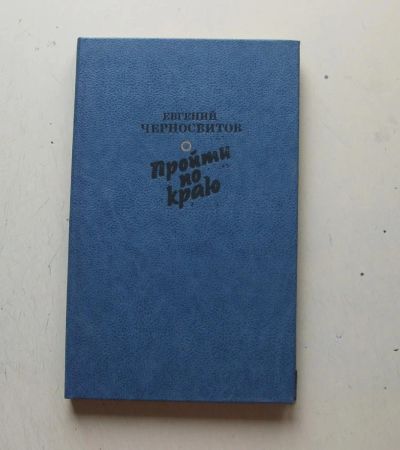 ЕВГЕНИЙ
ЧЕРНОСВИТОВ
Пройти
по
краю